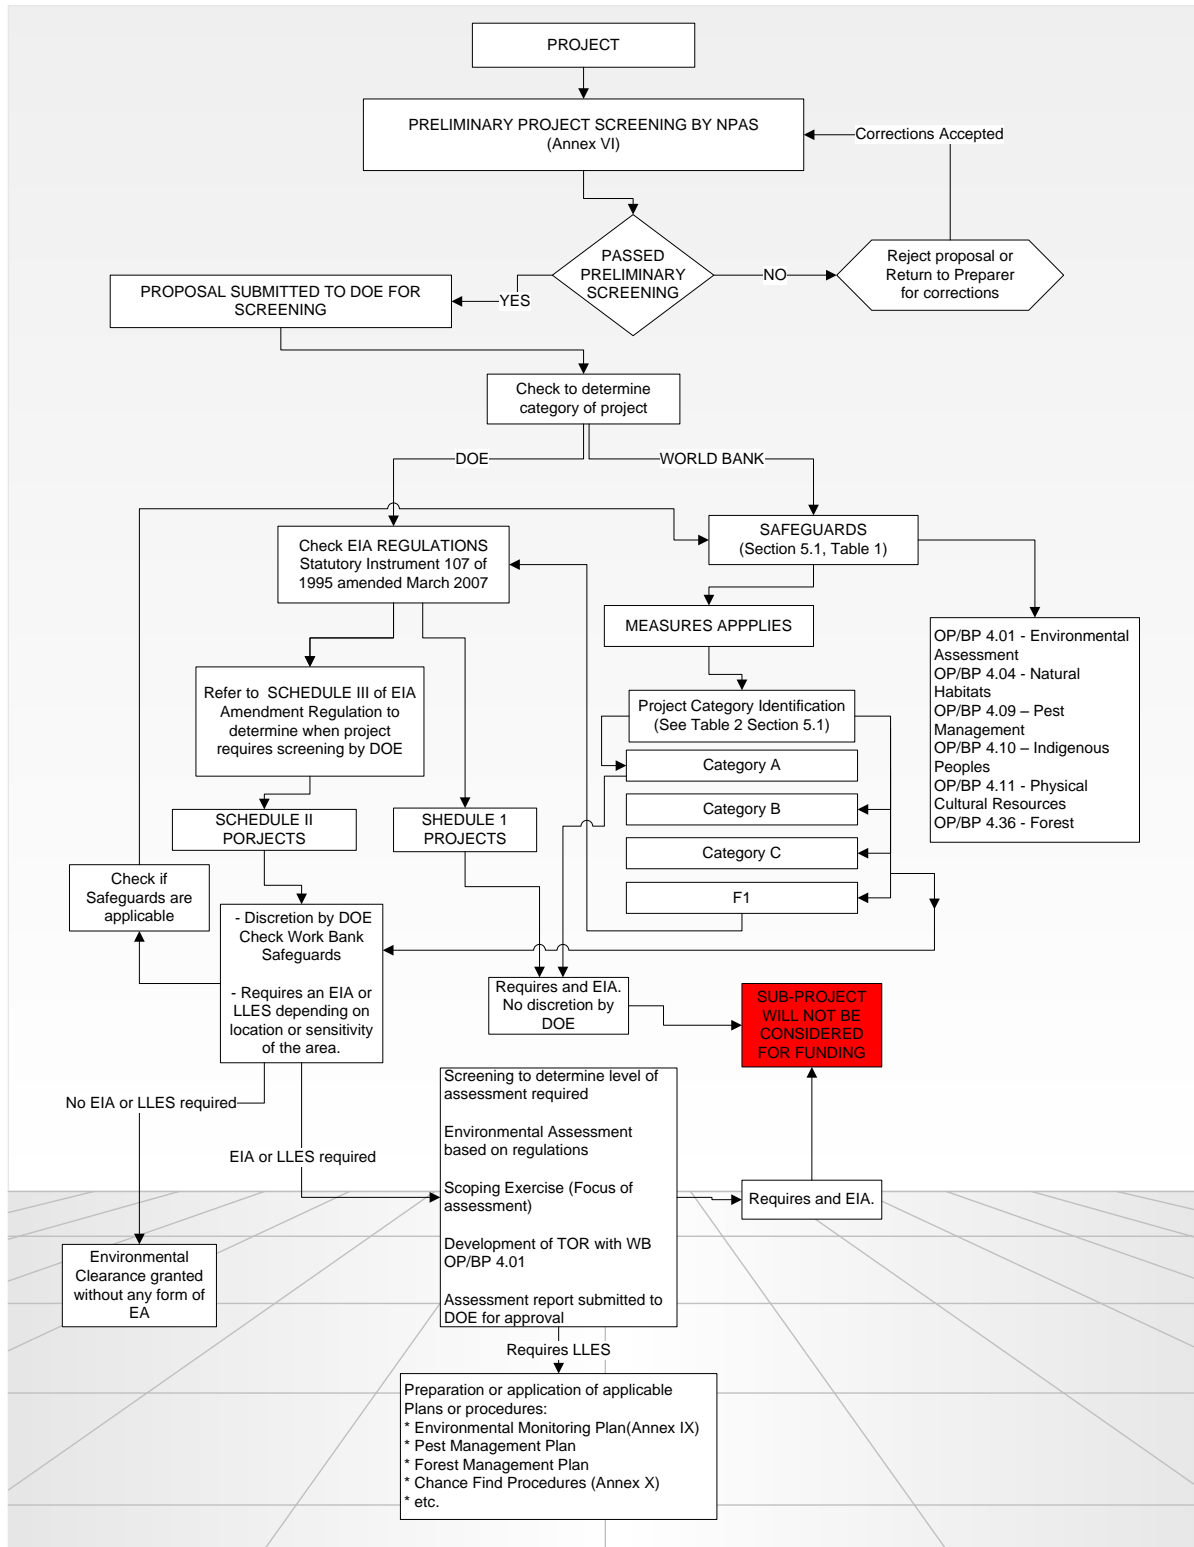 PROJECT
PRELIMINARY PROJECT SCREENING BY NPAS
(Annex VI)
Corrections Accepted
PASSED
PRELIMINARY
SCREENING
NO
Reject proposal or
Return to Preparer
for corrections
YES
PROPOSAL SUBMITTED TO DOE FOR
SCREENING
Check to determine
category of project
DOE
WORLD BANK
Check EIA REGULATIONS
Statutory Instrument 107 of
1995 amended March 2007
SAFEGUARDS
(Section 5.1, Table 1)
MEASURES APPPLIES
OP/BP 4.01 - Environmental
Assessment
OP/BP 4.04 - Natural
Habitats
OP/BP 4.09 – Pest
Management
OP/BP 4.10 – Indigenous
Peoples
OP/BP 4.11 - Physical
Cultural Resources
OP/BP 4.36 - Forest
Refer to SCHEDULE III of EIA
Amendment Regulation to
determine when project
requires screening by DOE
Project Category Identification
(See Table 2 Section 5.1)
Category A
Category B
Category C
F1
SCHEDULE II
PORJECTS
SHEDULE 1
PROJECTS
Check if
Safeguards are
applicable
- Discretion by DOE
Check Work Bank
Safeguards
- Requires an EIA or
LLES depending on
location or sensitivity
of the area.
Requires and EIA.
No discretion by
DOE
SUB-PROJECT
WILL NOT BE
CONSIDERED
FOR FUNDING
No EIA or LLES required
EIA or LLES required
Screening to determine level of
assessment required
Environmental Assessment
based on regulations
Scoping Exercise (Focus of
assessment)
Development of TOR with WB
OP/BP 4.01
Assessment report submitted to
DOE for approval
Requires and EIA.
Environmental
Clearance granted
without any form of
EA
Requires LLES
Preparation or application of applicable
Plans or procedures:
* Environmental Monitoring Plan(Annex IX)
* Pest Management Plan
* Forest Management Plan
* Chance Find Procedures (Annex X)
* etc.